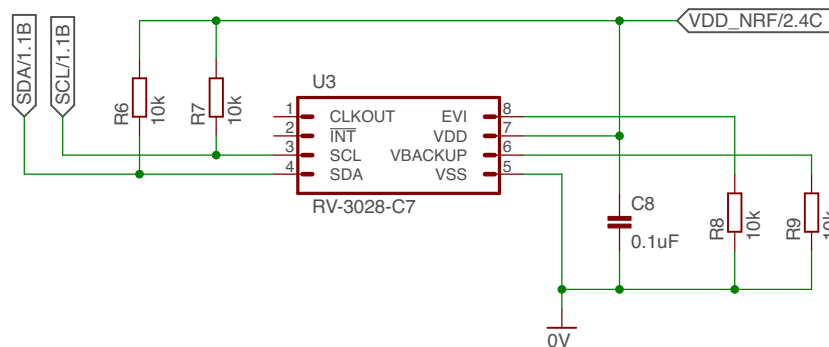 VDD_NRF/2.4C
SDA/1.1B
SCL/1.1B
U3
R6
10k
R7
10k
1 CLKOUT EVI 8
2 INT VDD 7
3 SCL VBACKUP 6
4 SDA VSS 5
RV-3028-C7
C8
0.1uF
R8
10k
R9
10k
0V